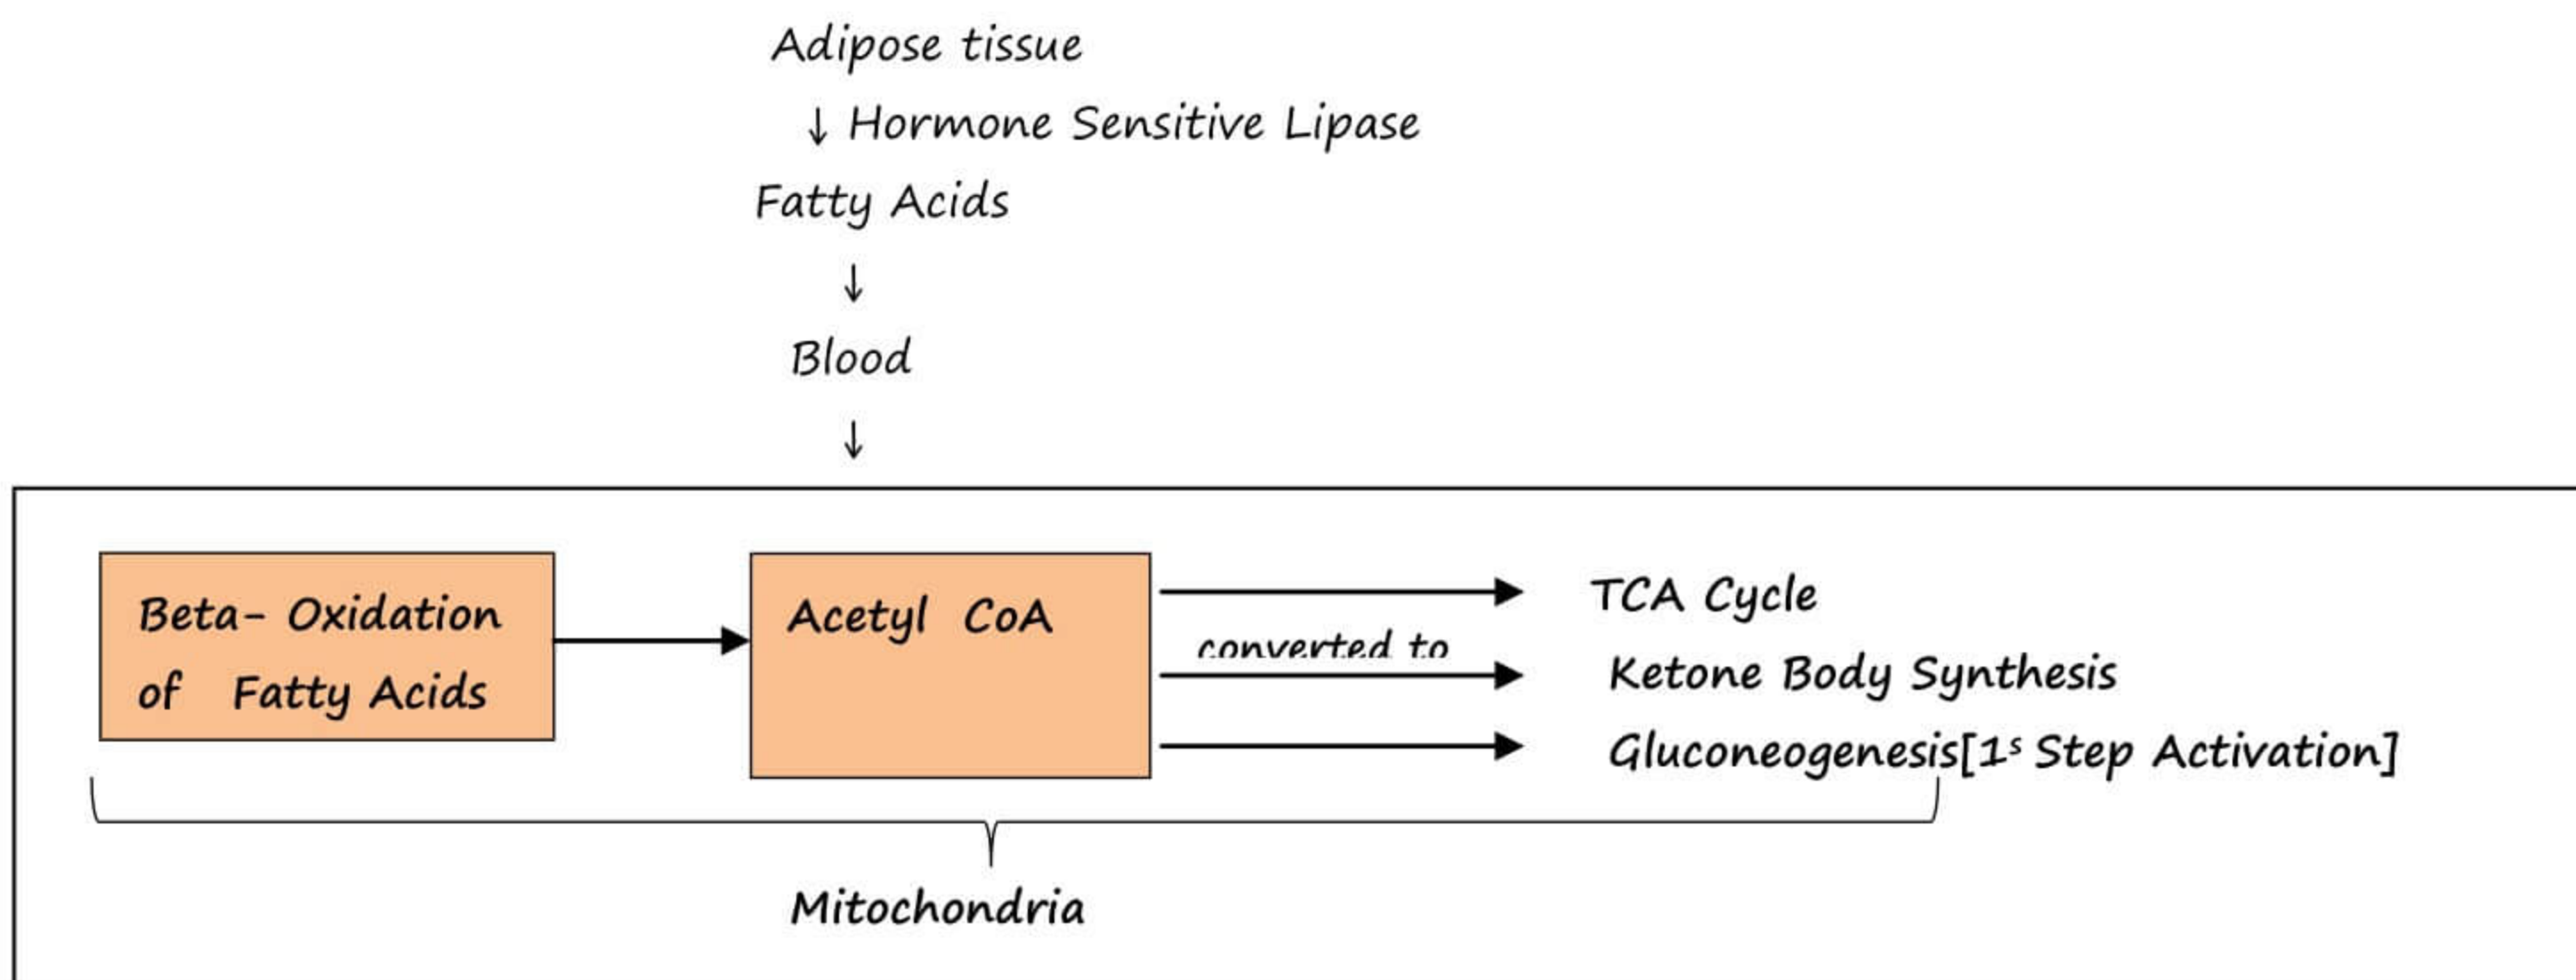 Adipose tissue
↓ Hormone Sensitive Lipase
Fatty Acids
↓
Blood
↓
Beta- Oxidation
of Fatty Acids
Acetyl CoA
converted to
TCA Cycle
Ketone Body Synthesis
Gluconeogenesis[1ˢ Step Activation]
Mitochondria